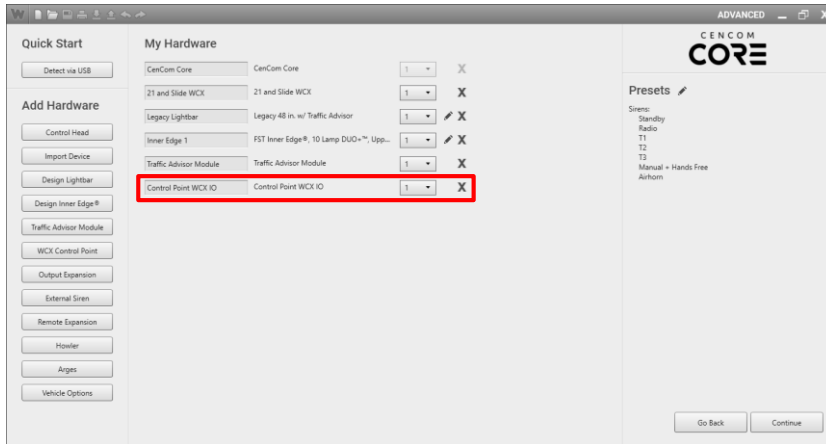 W
ADVANCED
Quick Start
Detect via USB
Add Hardware
Control Head
Import Device
Design Lightbar
Design Inner Edge®
Traffic Advisor Module
WCX Control Point
Output Expansion
External Siren
Remote Expansion
Howler
Arges
Vehicle Options
My Hardware
CenCom Core CenCom Core 1 X
21 and Slide WCX 21 and Slide WCX 1 X
Legacy Lightbar Legacy 48 in. w/ Traffic Advisor 1 X
Inner Edge 1 FST Inner Edge®, 10 Lamp DUO+™, Upp... 1 X
Traffic Advisor Module Traffic Advisor Module 1 X
Control Point WCX IO Control Point WCX IO 1 X
CENCOM
CORE
Presets
Sirens:
Standby
Radio
T1
T2
T3
Manual + Hands Free
Airhorn
Go Back Continue